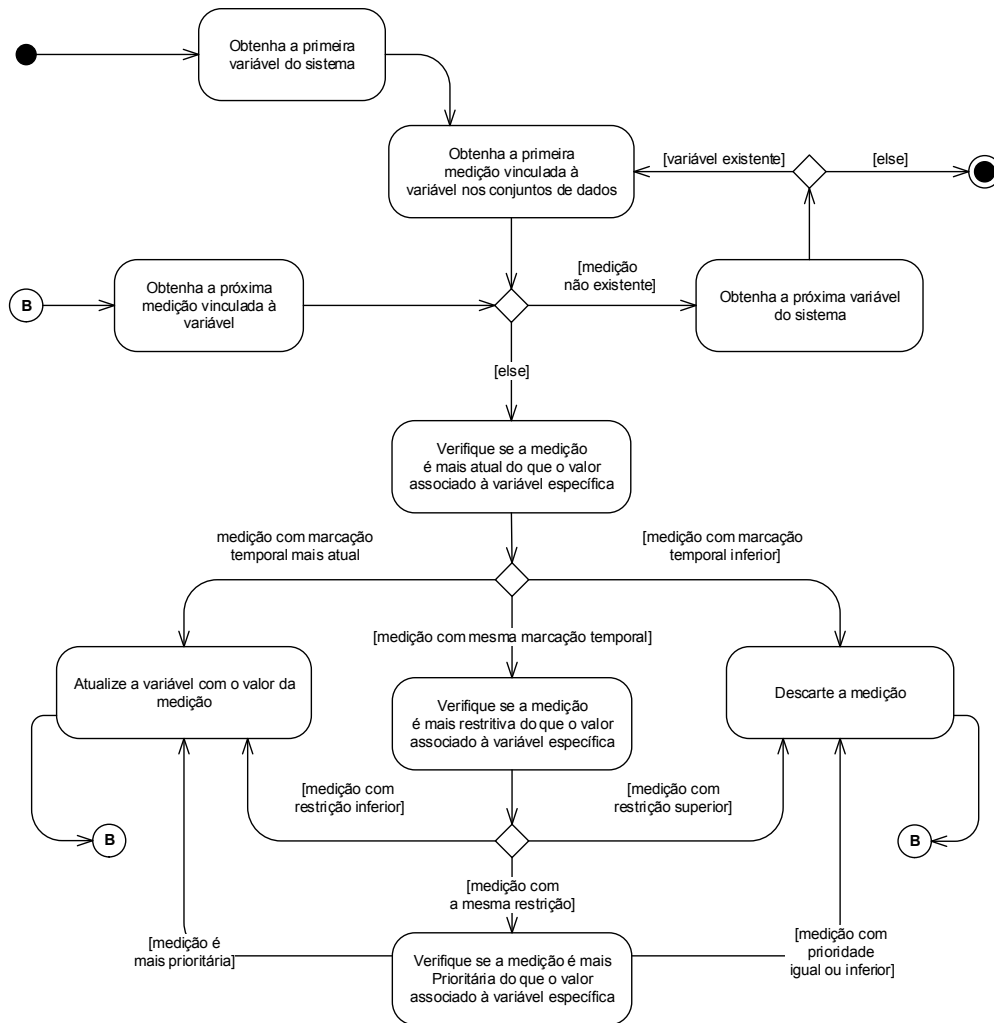 Obtenha a primeira
variável do sistema
Obtenha a primeira
medição vinculada à
variável nos conjuntos de dados
[variável existente]
[else]
B
Obtenha a próxima
medição vinculada à
variável
[medição
não existente]
Obtenha a próxima variável
do sistema
[else]
Verifique se a medição
é mais atual do que o valor
associado à variável específica
medição com marcação
temporal mais atual
[medição com marcação
temporal inferior]
[medição com mesma marcação temporal]
Atualize a variável com o valor da
medição
Verifique se a medição
é mais restritiva do que o valor
associado à variável específica
Descarte a medição
[medição com
restrição inferior]
[medição com
restrição superior]
B
B
[medição com
a mesma restrição]
[medição é
mais prioritária]
Verifique se a medição é mais
Prioritária do que o valor
associado à variável específica
[medição com
prioridade
igual ou inferior]